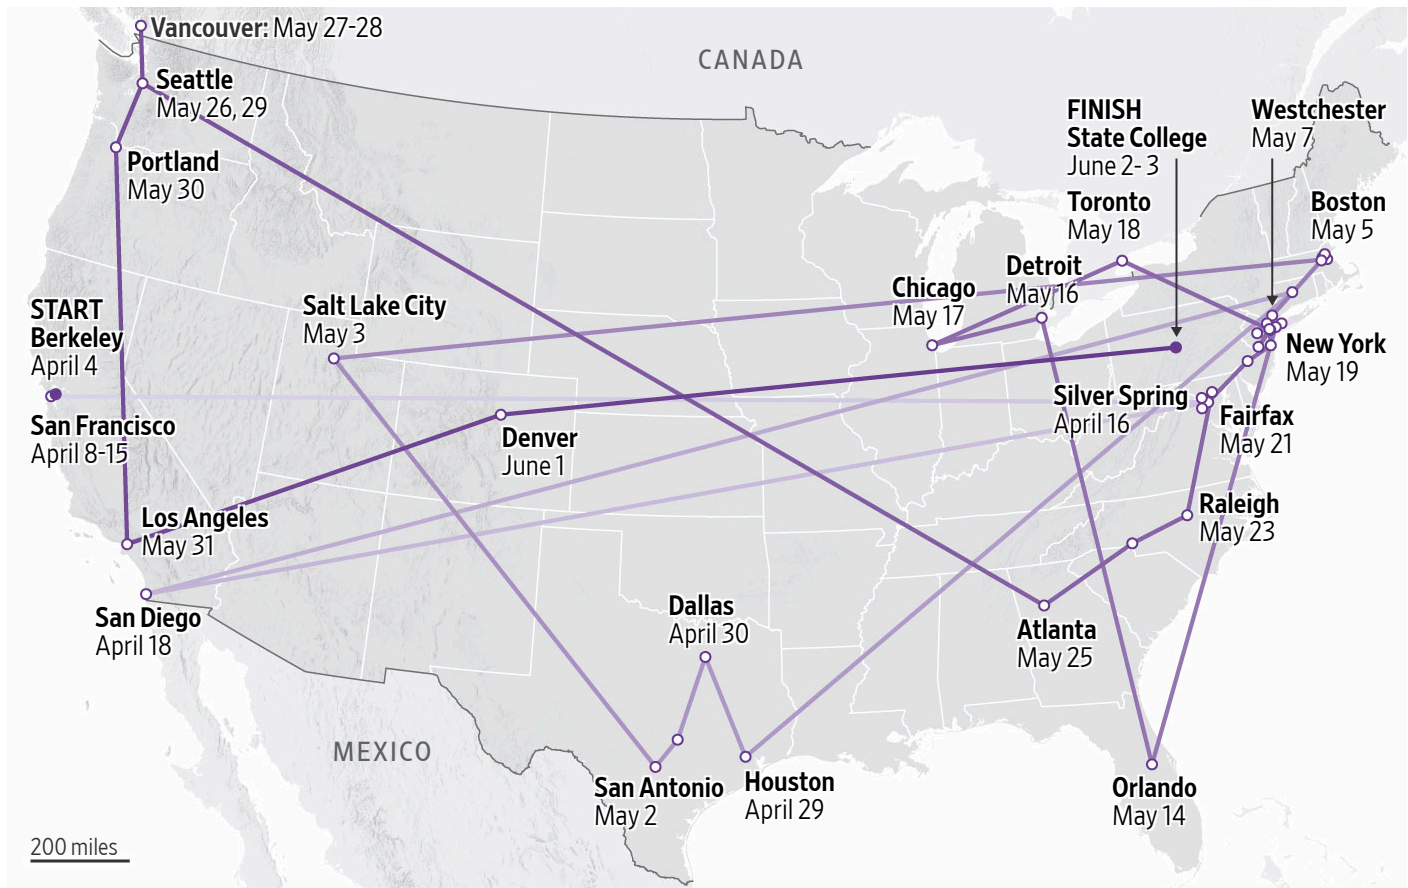 Vancouver: May 27-28
CANADA
Seattle
May 26, 29
FINISH
State College
June 2-3
Westchester
May 7
Portland
May 30
Toronto
May 18
Boston
May 5
Detroit
May 16
Chicago
May 17
START
Berkeley
April 4
Salt Lake City
May 3
New York
May 19
San Francisco
April 8-15
Silver Spring
April 16
Fairfax
May 21
Denver
June 1
Los Angeles
May 31
Raleigh
May 23
San Diego
April 18
Dallas
April 30
Atlanta
May 25
MEXICO
San Antonio
May 2
Houston
April 29
Orlando
May 14
200 miles